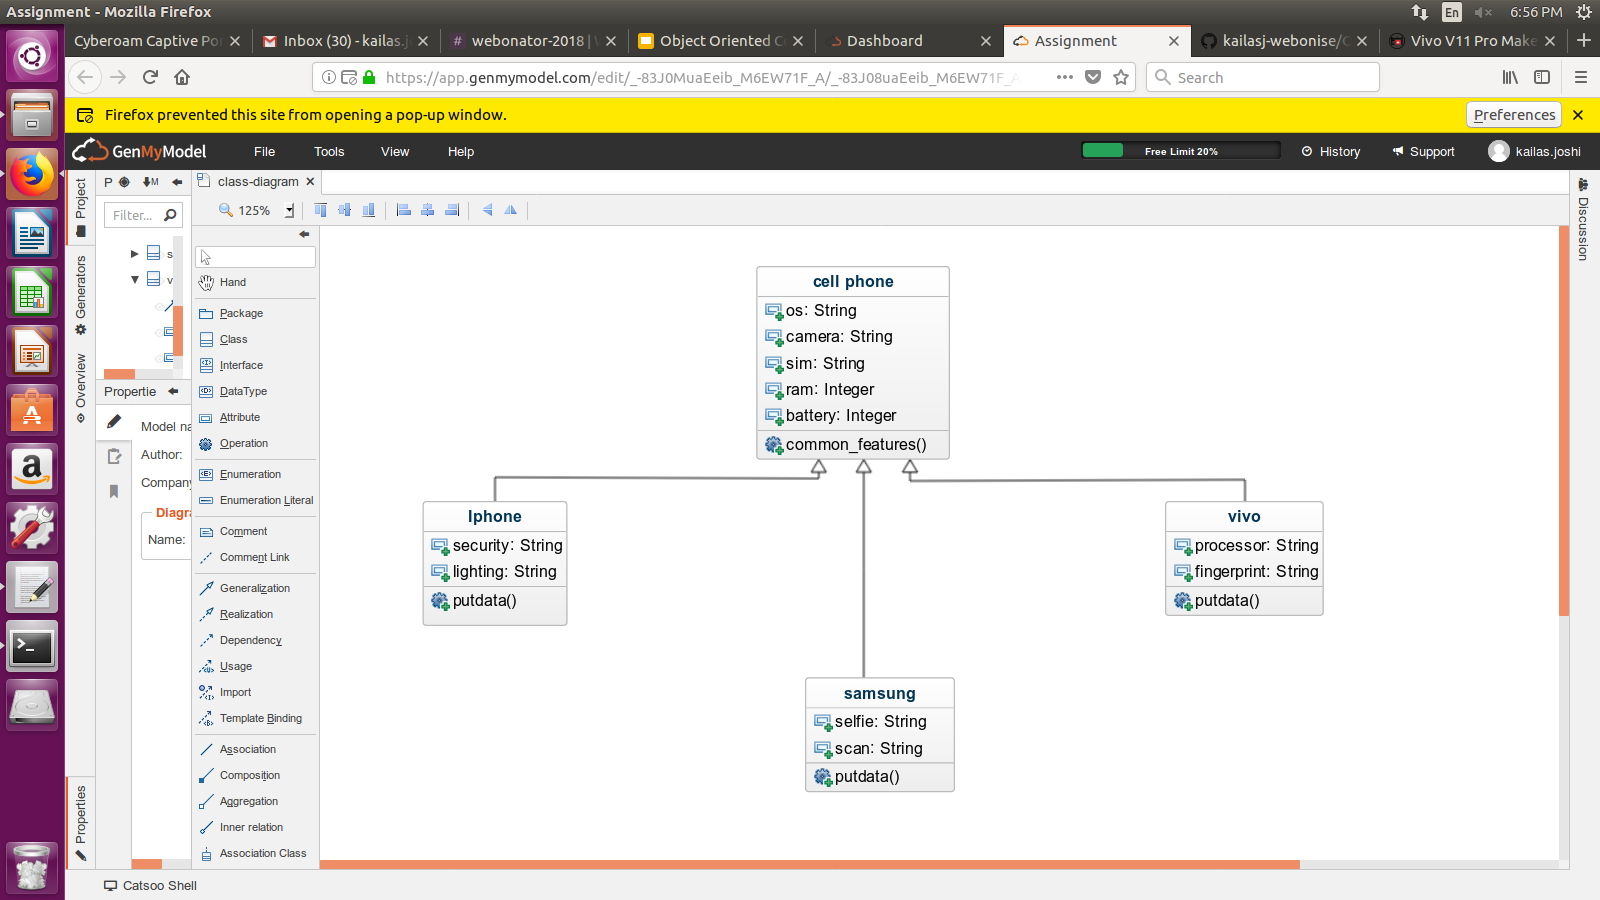 Assignment - Mozilla Firefox
En
6:56 PM
Cyberoam Captive Po
Inbox (30) - kailas.j
webonator-2018 | W
Object Oriented C
Dashboard
Assignment
kailasj-webonise/C
Vivo V11 Pro Make
https://app.genmymodel.com/edit/_-83J0MuaEeib_M6EW71F_A/_-83J08uaEeib_M6EW71F_A
Search
Firefox prevented this site from opening a pop-up window.
Preferences
GenMyModel
File
Tools
View
Help
Free Limit 20%
History
Support
kailas.joshi
Project
Generators
Overview
Properties
P
M
Filter...
s
v
Propertie
Model na
Author:
Company
Diagra
Name:
class-diagram
125%
Hand
Package
Class
Interface
DataType
Attribute
Operation
Enumeration
Enumeration Literal
Comment
Comment Link
Generalization
Realization
Dependency
Usage
Import
Template Binding
Association
Composition
Aggregation
Inner relation
Association Class
cell phone
os: String
camera: String
sim: String
ram: Integer
battery: Integer
common_features()
Iphone
security: String
lighting: String
putdata()
samsung
selfie: String
scan: String
putdata()
vivo
processor: String
fingerprint: String
putdata()
Discussion
Catsoo Shell